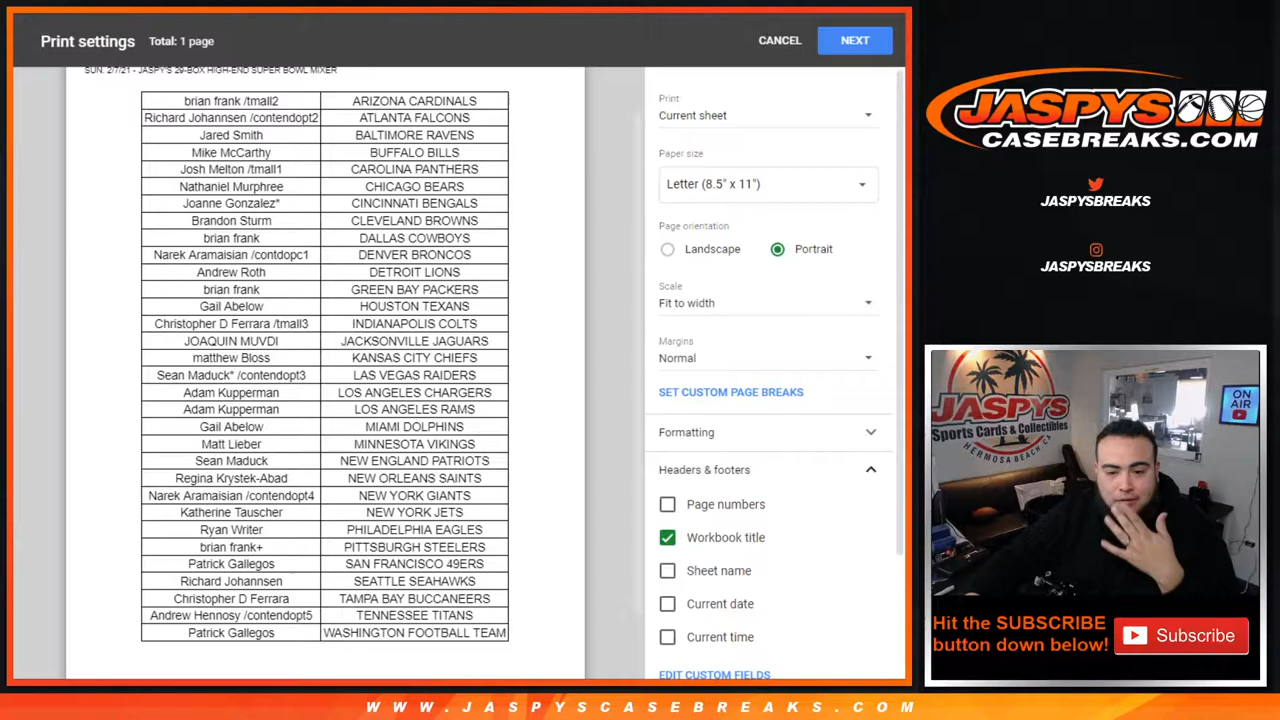 Print settings Total: 1 page CANCEL NEXT
SUN. 2/7/21 - JASPY'S 29-BOX HIGH-END SUPER BOWL MIXER
brian frank /tmall2 ARIZONA CARDINALS
Richard Johannsen /contendopt2 ATLANTA FALCONS
Jared Smith BALTIMORE RAVENS
Mike McCarthy BUFFALO BILLS
Josh Melton /tmall1 CAROLINA PANTHERS
Nathaniel Murphree CHICAGO BEARS
Joanne Gonzalez* CINCINNATI BENGALS
Brandon Sturm CLEVELAND BROWNS
brian frank DALLAS COWBOYS
Narek Aramaisian /contdopc1 DENVER BRONCOS
Andrew Roth DETROIT LIONS
brian frank GREEN BAY PACKERS
Gail Abelow HOUSTON TEXANS
Christopher D Ferrara /tmall3 INDIANAPOLIS COLTS
JOAQUIN MUVDI JACKSONVILLE JAGUARS
matthew Bloss KANSAS CITY CHIEFS
Sean Maduck* /contendopt3 LAS VEGAS RAIDERS
Adam Kupperman LOS ANGELES CHARGERS
Adam Kupperman LOS ANGELES RAMS
Gail Abelow MIAMI DOLPHINS
Matt Lieber MINNESOTA VIKINGS
Sean Maduck NEW ENGLAND PATRIOTS
Regina Krystek-Abad NEW ORLEANS SAINTS
Narek Aramaisian /contendopt4 NEW YORK GIANTS
Katherine Tauscher NEW YORK JETS
Ryan Writer PHILADELPHIA EAGLES
brian frank+ PITTSBURGH STEELERS
Patrick Gallegos SAN FRANCISCO 49ERS
Richard Johannsen SEATTLE SEAHAWKS
Christopher D Ferrara TAMPA BAY BUCCANEERS
Andrew Hennosy /contendopt5 TENNESSEE TITANS
Patrick Gallegos WASHINGTON FOOTBALL TEAM
Print:
Current sheet
Paper size
Letter (8.5" x 11")
Page orientation
Landscape Portrait
Scale
Fit to width
Margins
Normal
SET CUSTOM PAGE BREAKS
Formatting
Headers & footers
Page numbers
Workbook title
Sheet name
Current date
Current time
EDIT CUSTOM FIELDS
JASPYS
CASEBREAKS.COM
JASPYSBREAKS
JASPYSBREAKS
JASPYS
Sports Cards & Collectibles
HERMOSA BEACH, CA
ON
AIR
Hit the SUBSCRIBE
button down below!
Subscribe
WWW.JASPYSCASEBREAKS.COM